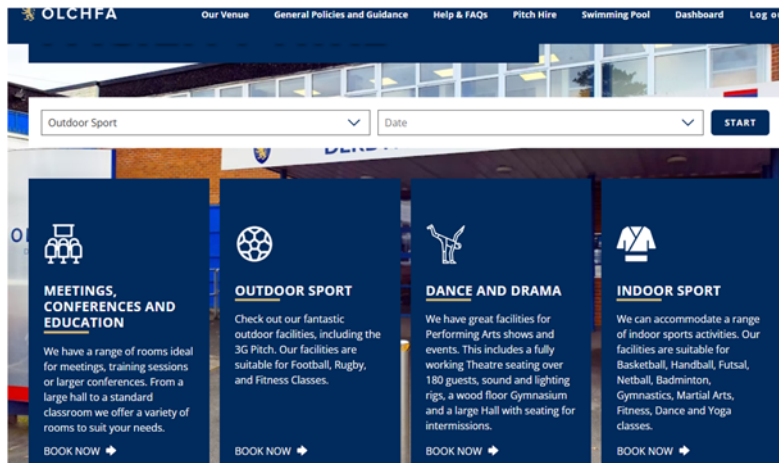 OLCHFA
Our Venue General Policies and Guidance Help & FAQs Pitch Hire Swimming Pool Dashboard
Outdoor Sport Date START
MEETINGS,
CONFERENCES AND
EDUCATION
We have a range of rooms ideal
for meetings, training sessions
or larger conferences. From a
large hall to a standard
classroom we offer a variety of
rooms to suit your needs.
BOOK NOW
OUTDOOR SPORT
Check out our fantastic
outdoor facilities, including the
3G Pitch. Our facilities are
suitable for Football, Rugby,
and Fitness Classes.
BOOK NOW
DANCE AND DRAMA
We have great facilities for
Performing Arts shows and
events. This includes a fully
working Theatre seating over
180 guests, sound and lighting
rigs, a wood floor Gymnasium
and a large Hall with seating for
intermissions.
BOOK NOW
INDOOR SPORT
We can accommodate a range
of indoor sports activities. Our
facilities are suitable for
Basketball, Handball, Futsal,
Netball, Badminton,
Gymnastics, Martial Arts,
Fitness, Dance and Yoga
classes.
BOOK NOW